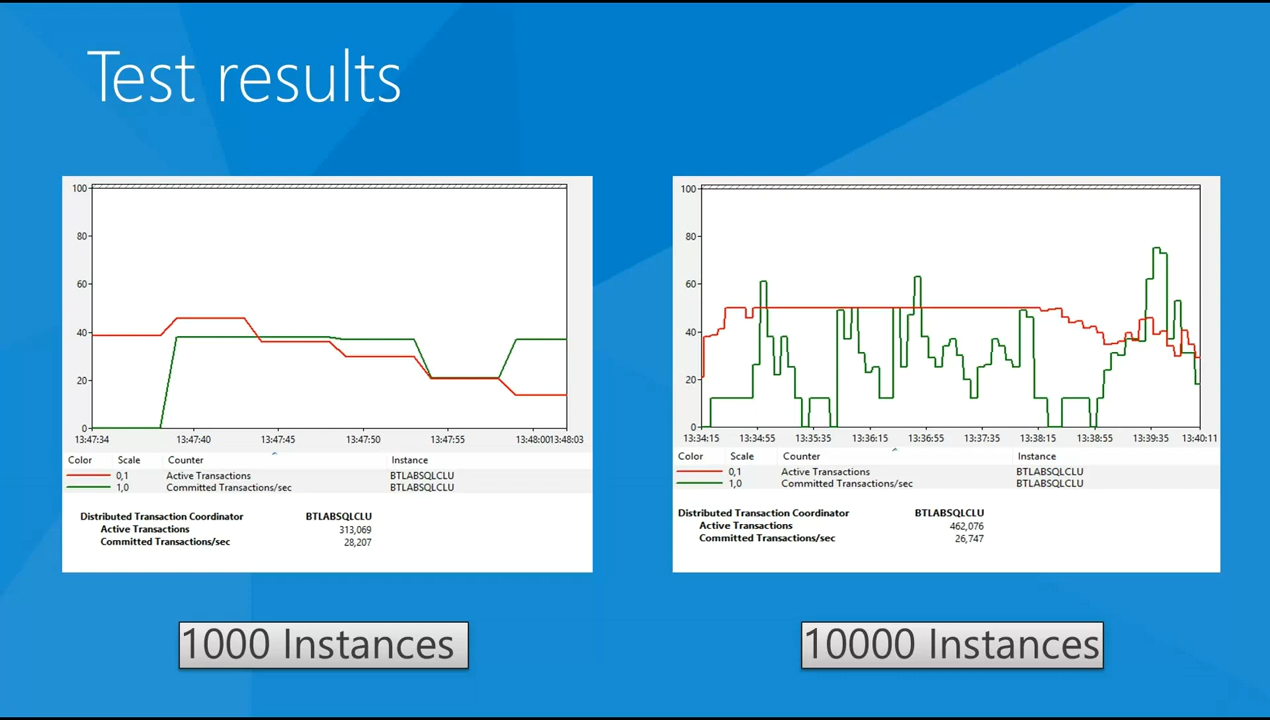 Test results
100
80
60
40
20
0
13:47:34 13:47:40 13:47:45 13:47:50 13:47:55 13:48:00 13:48:03
Color Scale Counter Instance
0,1 Active Transactions BTLABSQLCLU
1,0 Committed Transactions/sec BTLABSQLCLU
Distributed Transaction Coordinator BTLABSQLCLU
Active Transactions 313,069
Committed Transactions/sec 28,207
1000 Instances
100
80
60
40
20
0
13:34:15 13:34:55 13:35:35 13:36:15 13:36:55 13:37:35 13:38:15 13:38:55 13:39:35 13:40:11
Color Scale Counter Instance
0,1 Active Transactions BTLABSQLCLU
1,0 Committed Transactions/sec BTLABSQLCLU
Distributed Transaction Coordinator BTLABSQLCLU
Active Transactions 462,076
Committed Transactions/sec 26,747
10000 Instances